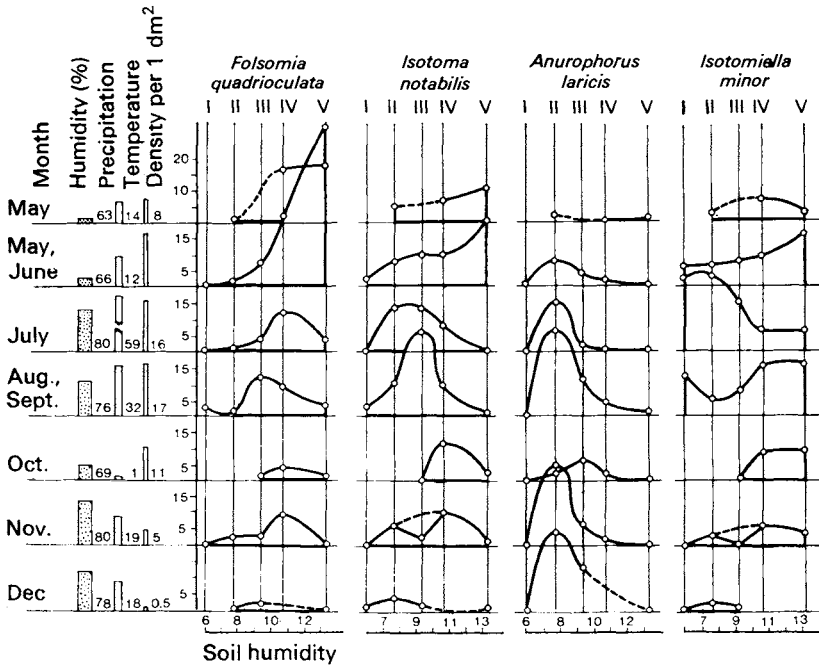 Month
Humidity (%)
Precipitation
Temperature
Density per 1 dm²
Folsomia quadrioculata
Isotoma notabilis
Anurophorus laricis
Isotomiella minor
I II III IV V
I II III IV V
I II III IV V
I II III IV V
20
10
May 63 14 8
15
5
May, June 66 12
15
5
July 80 59 16
15
5
Aug., Sept. 76 32 17
15
5
Oct. 69 1 11
15
5
Nov. 80 19 5
15
5
Dec 78 18 0.5
6 8 10 12
7 9 11 13
6 8 10 12
7 9 11 13
Soil humidity